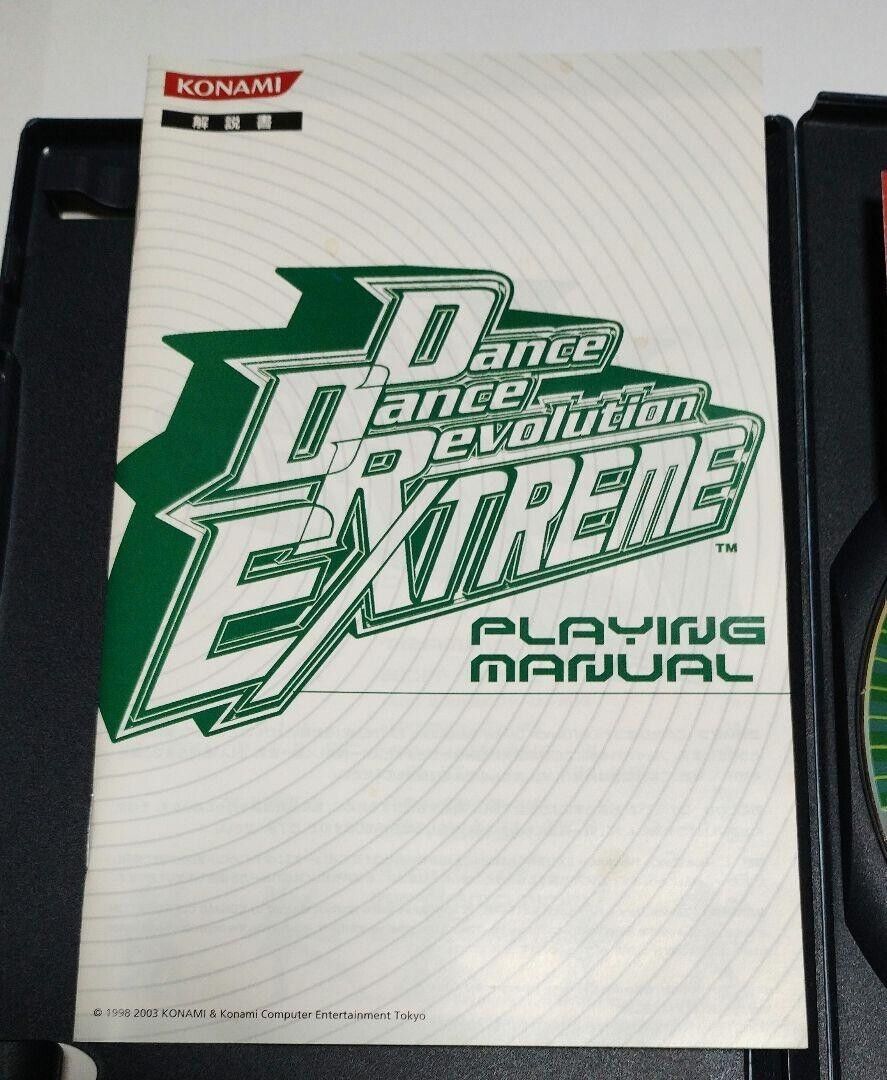 KONAMI
解説書
Dance
Dance
Revolution
EXTREME
TM
PLAYING
MANUAL
© 1998 2003 KONAMI & Konami Computer Entertainment Tokyo